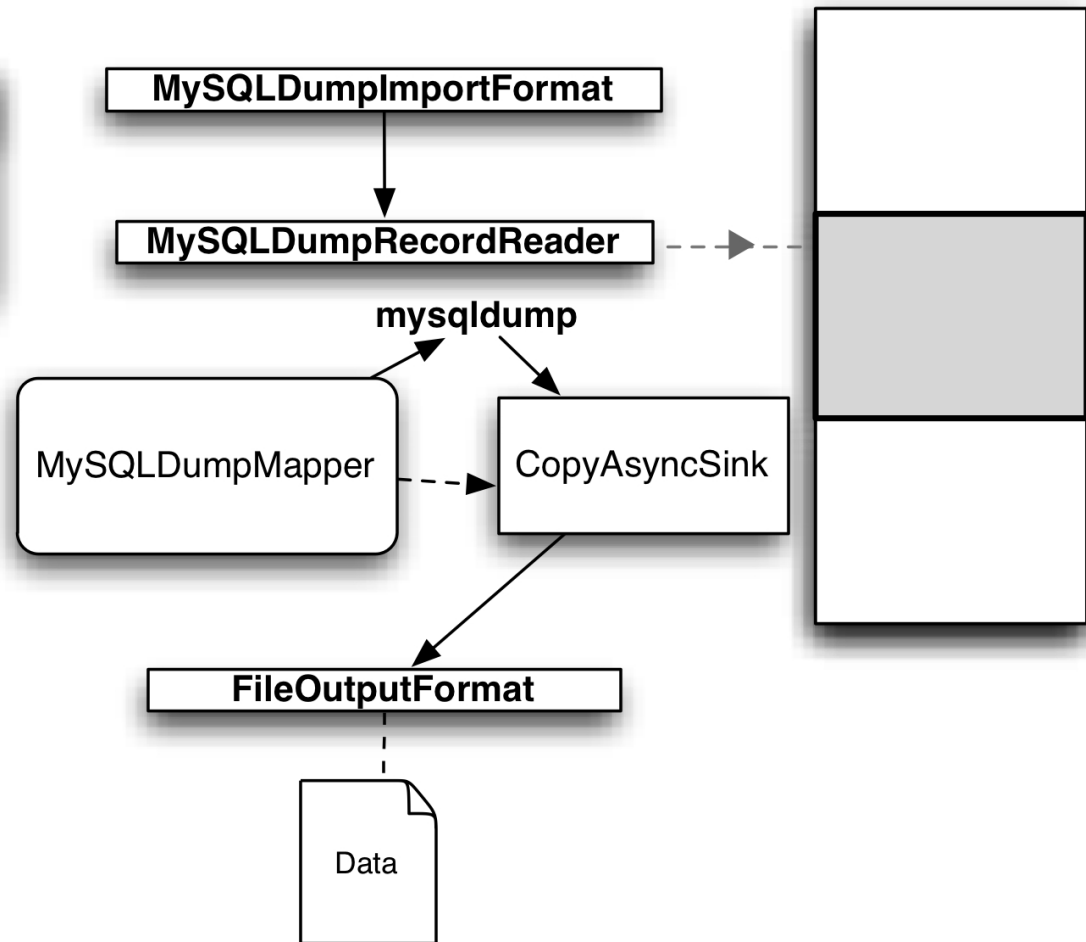 MySQLDumpImportFormat
MySQLDumpRecordReader
mysqldump
MySQLDumpMapper
CopyAsyncSink
FileOutputFormat
Data